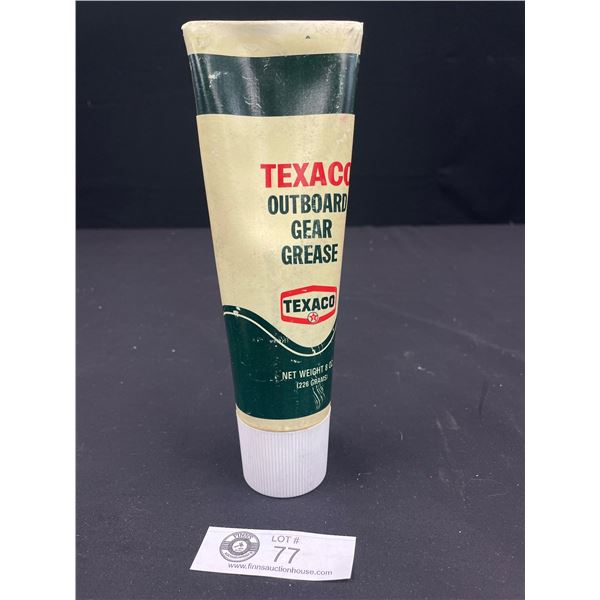 TEXACO
OUTBOARD
GEAR
GREASE
TEXACO
NET WEIGHT 8 OZ
(226 GRAMS)
LOT #
77
www.finnsauctionhouse.com